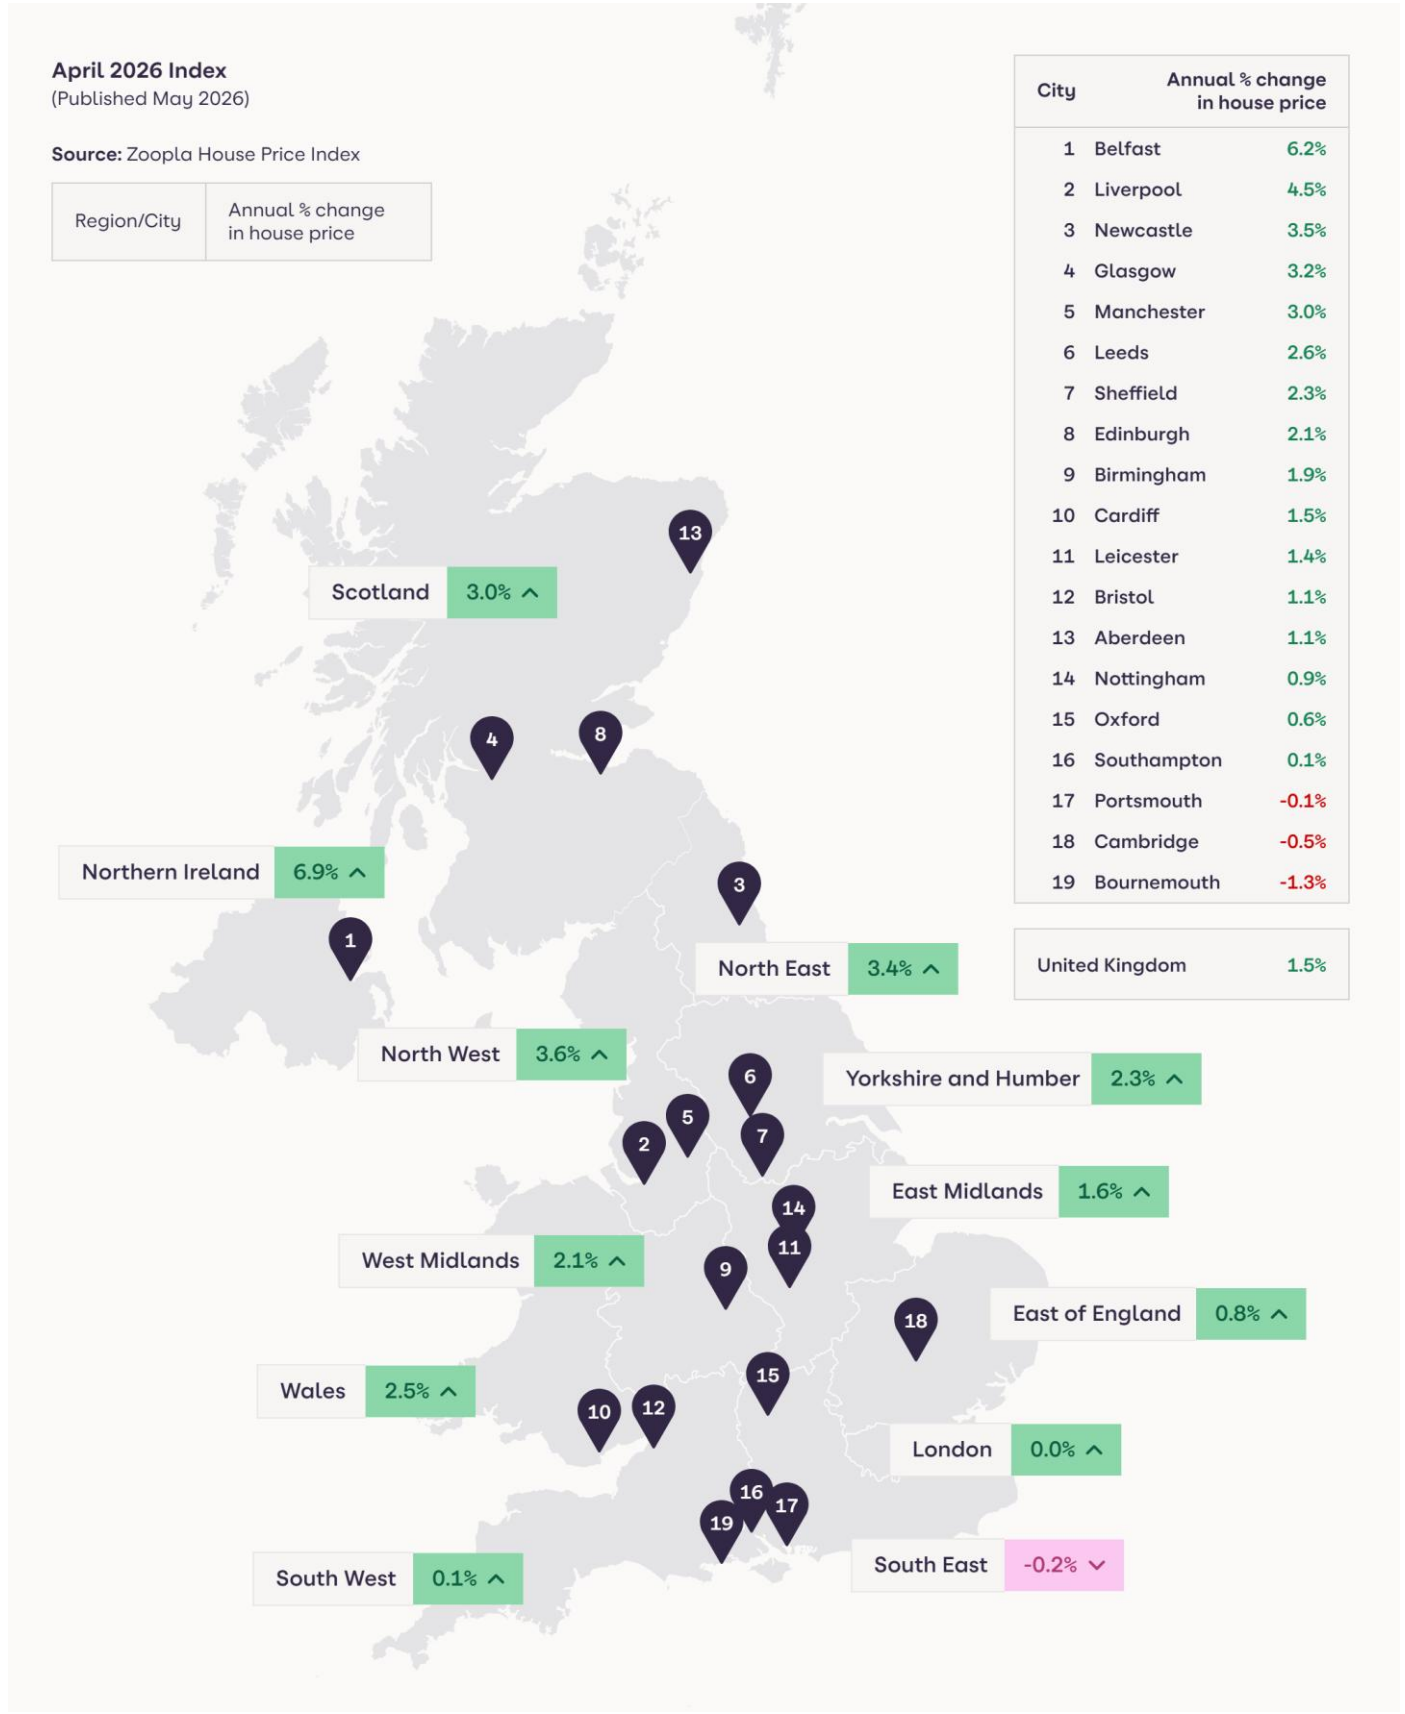 April 2026 Index
(Published May 2026)
Source: Zoopla House Price Index
Region/City
Annual % change
in house price
City
Annual % change
in house price
1 Belfast 6.2%
2 Liverpool 4.5%
3 Newcastle 3.5%
4 Glasgow 3.2%
5 Manchester 3.0%
6 Leeds 2.6%
7 Sheffield 2.3%
8 Edinburgh 2.1%
9 Birmingham 1.9%
10 Cardiff 1.5%
11 Leicester 1.4%
12 Bristol 1.1%
13 Aberdeen 1.1%
14 Nottingham 0.9%
15 Oxford 0.6%
16 Southampton 0.1%
17 Portsmouth -0.1%
18 Cambridge -0.5%
19 Bournemouth -1.3%
United Kingdom 1.5%
13
Scotland 3.0%
4
8
Northern Ireland 6.9%
3
1
North East 3.4%
North West 3.6%
6
Yorkshire and Humber 2.3%
5
7
2
East Midlands 1.6%
14
11
West Midlands 2.1%
9
East of England 0.8%
18
15
Wales 2.5%
10
12
London 0.0%
16
17
19
South East -0.2%
South West 0.1%